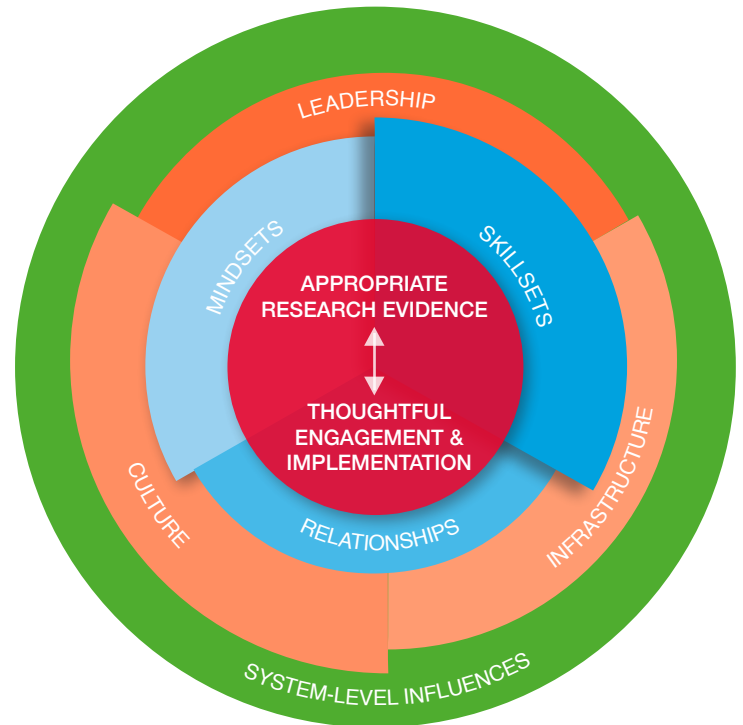 LEADERSHIP
MINDSETS
SKILLSETS
APPROPRIATE
RESEARCH EVIDENCE
THOUGHTFUL
ENGAGEMENT &
IMPLEMENTATION
CULTURE
RELATIONSHIPS
INFRASTRUCTURE
SYSTEM-LEVEL INFLUENCES